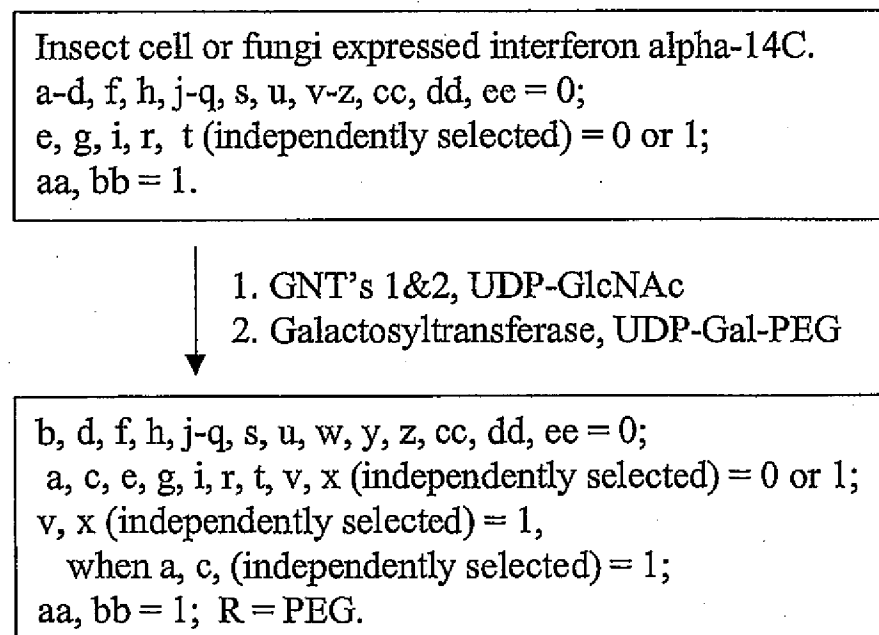 Insect cell or fungi expressed interferon alpha-14C.
a-d, f, h, j-q, s, u, v-z, cc, dd, ee = 0;
e, g, i, r, t (independently selected) = 0 or 1;
aa, bb = 1.
1. GNT's 1&2, UDP-GlcNAc
2. Galactosyltransferase, UDP-Gal-PEG
b, d, f, h, j-q, s, u, w, y, z, cc, dd, ee = 0;
a, c, e, g, i, r, t, v, x (independently selected) = 0 or 1;
v, x (independently selected) = 1,
when a, c, (independently selected) = 1;
aa, bb = 1; R = PEG.